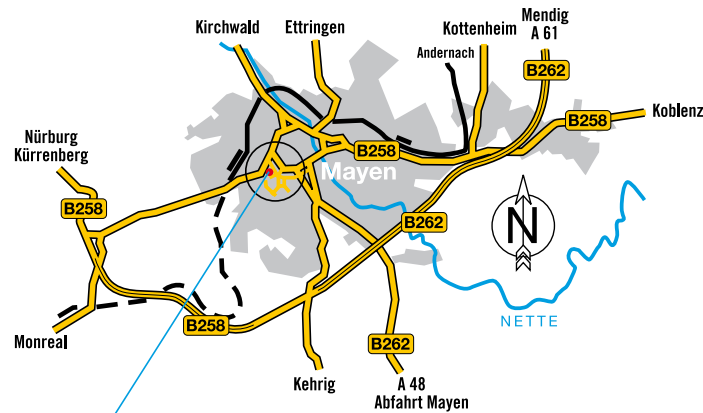 Mendig
A 61
Kirchwald
Ettringen
Kottenheim
Andernach
B262
Koblenz
B258
Nürburg
Kürrenberg
B258
Mayen
B258
B262
N
NETTE
B258
Monreal
B262
Kehrig
A 48
Abfahrt Mayen